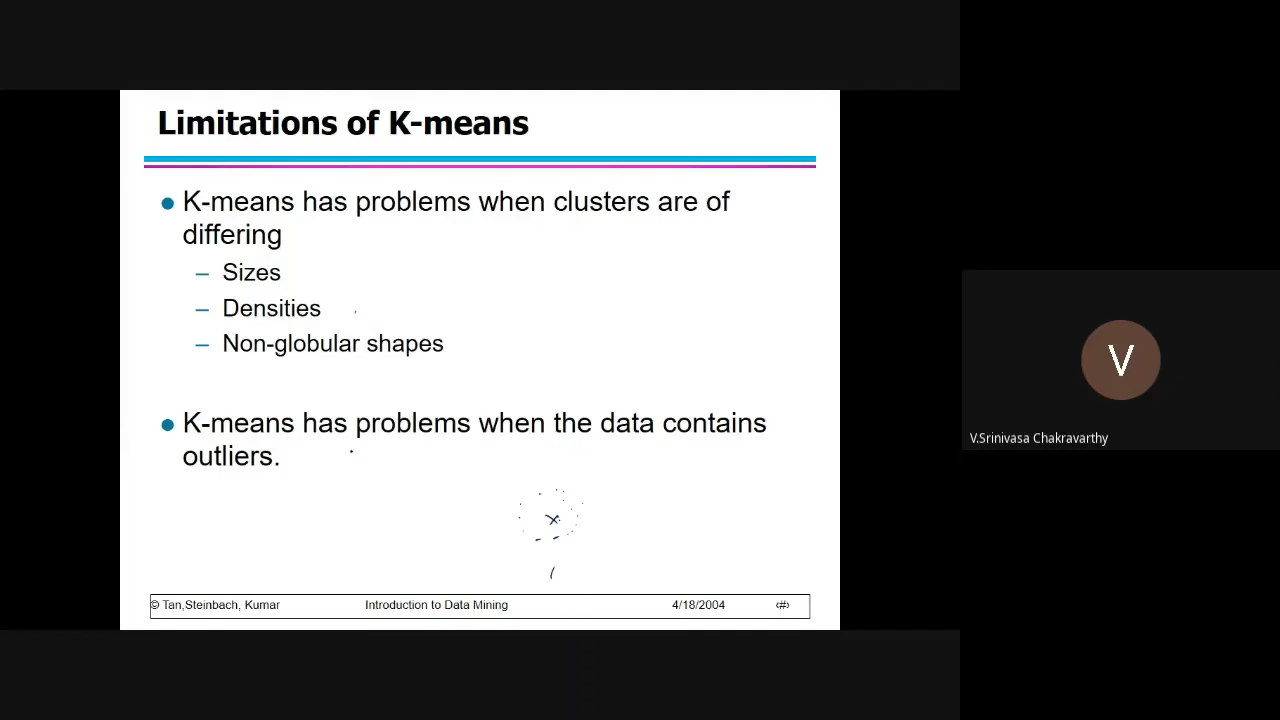 Limitations of K-means
● K-means has problems when clusters are of
differing
– Sizes
– Densities
– Non-globular shapes
● K-means has problems when the data contains
outliers.
© Tan,Steinbach, Kumar Introduction to Data Mining 4/18/2004 ‹#›
V
V.Srinivasa Chakravarthy